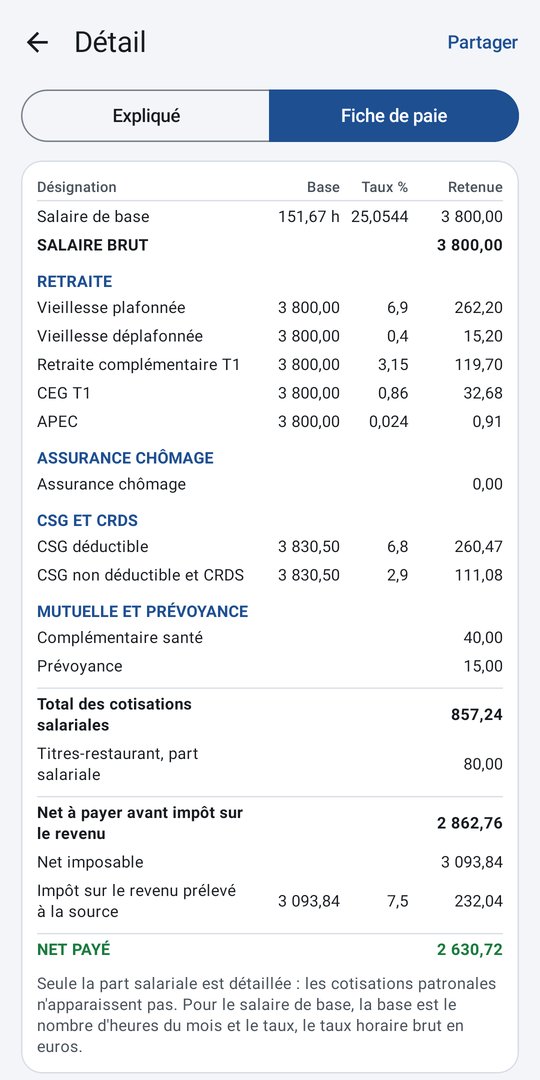 Détail
Partager
Expliqué
Fiche de paie
Désignation Base Taux % Retenue
Salaire de base 151,67 h 25,0544 3 800,00
SALAIRE BRUT 3 800,00
RETRAITE
Vieillesse plafonnée 3 800,00 6,9 262,20
Vieillesse déplafonnée 3 800,00 0,4 15,20
Retraite complémentaire T1 3 800,00 3,15 119,70
CEG T1 3 800,00 0,86 32,68
APEC 3 800,00 0,024 0,91
ASSURANCE CHÔMAGE
Assurance chômage 0,00
CSG ET CRDS
CSG déductible 3 830,50 6,8 260,47
CSG non déductible et CRDS 3 830,50 2,9 111,08
MUTUELLE ET PRÉVOYANCE
Complémentaire santé 40,00
Prévoyance 15,00
Total des cotisations
salariales 857,24
Titres-restaurant, part
salariale 80,00
Net à payer avant impôt sur
le revenu 2 862,76
Net imposable 3 093,84
Impôt sur le revenu prélevé
à la source 3 093,84 7,5 232,04
NET PAYÉ 2 630,72
Seule la part salariale est détaillée : les cotisations patronales
n'apparaissent pas. Pour le salaire de base, la base est le
nombre d'heures du mois et le taux, le taux horaire brut en
euros.